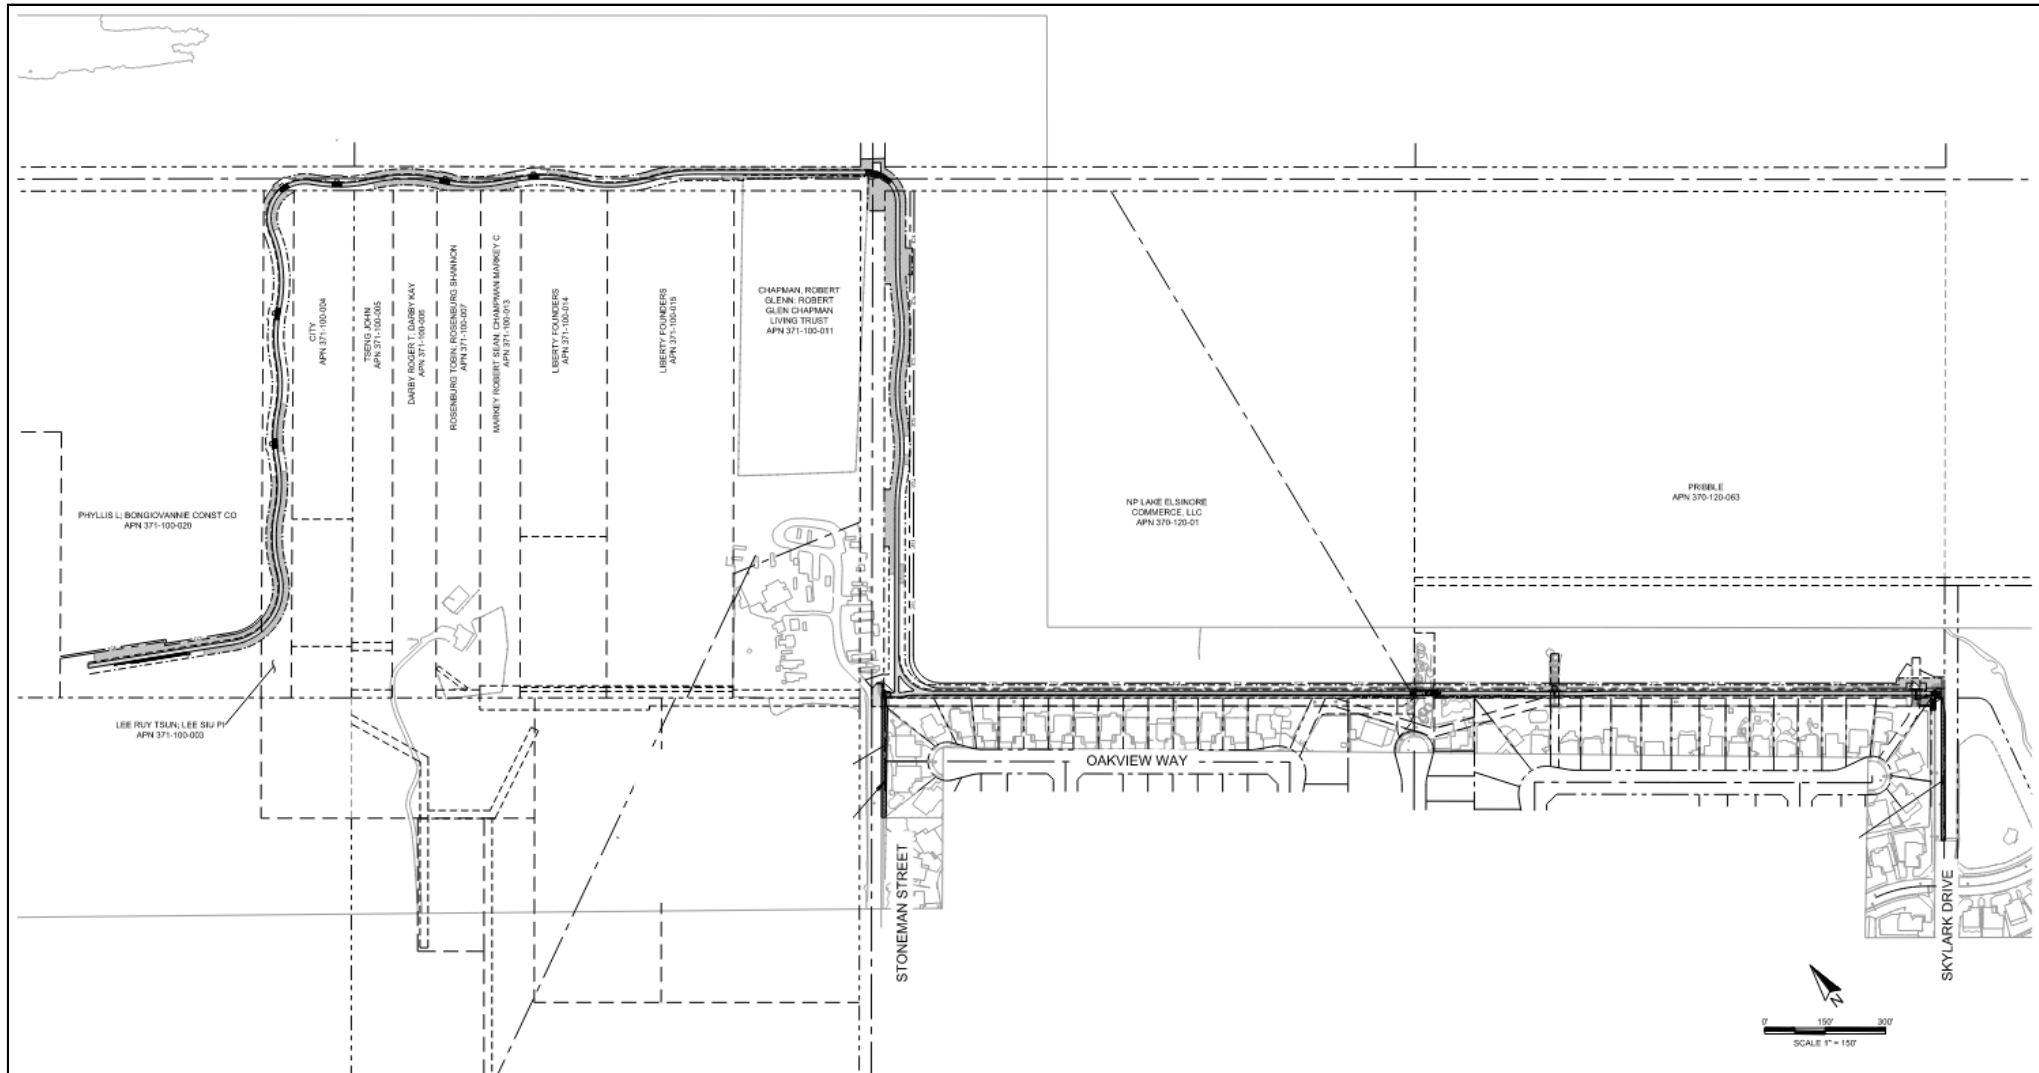 CITY
APN 371-100-004
TSENG JOHN
APN 371-100-005
DARBY ROGER T; DARBY KAY
APN 371-100-006
ROSENBURG TOBIN; ROSENBURG SHANNON
APN 371-100-007
MARKEY ROBERT SEAN; CHAMPMAN MARKEY C
APN 371-100-013
LIBERTY FOUNDERS
APN 371-100-014
LIBERTY FOUNDERS
APN 371-100-015
CHAPMAN, ROBERT
GLENN; ROBERT
GLEN CHAPMAN
LIVING TRUST
APN 371-100-011
PHYLLIS L; BONGIOVANNIE CONST CO
APN 371-100-020
NP LAKE ELSINORE
COMMERCE, LLC
APN 370-120-01
PRIBBLE
APN 370-120-063
LEE RUY TSUN; LEE SIU PI
APN 371-100-003
OAKVIEW WAY
STONEMAN STREET
SKYLARK DRIVE
N
0' 150' 300'
SCALE 1" = 150'